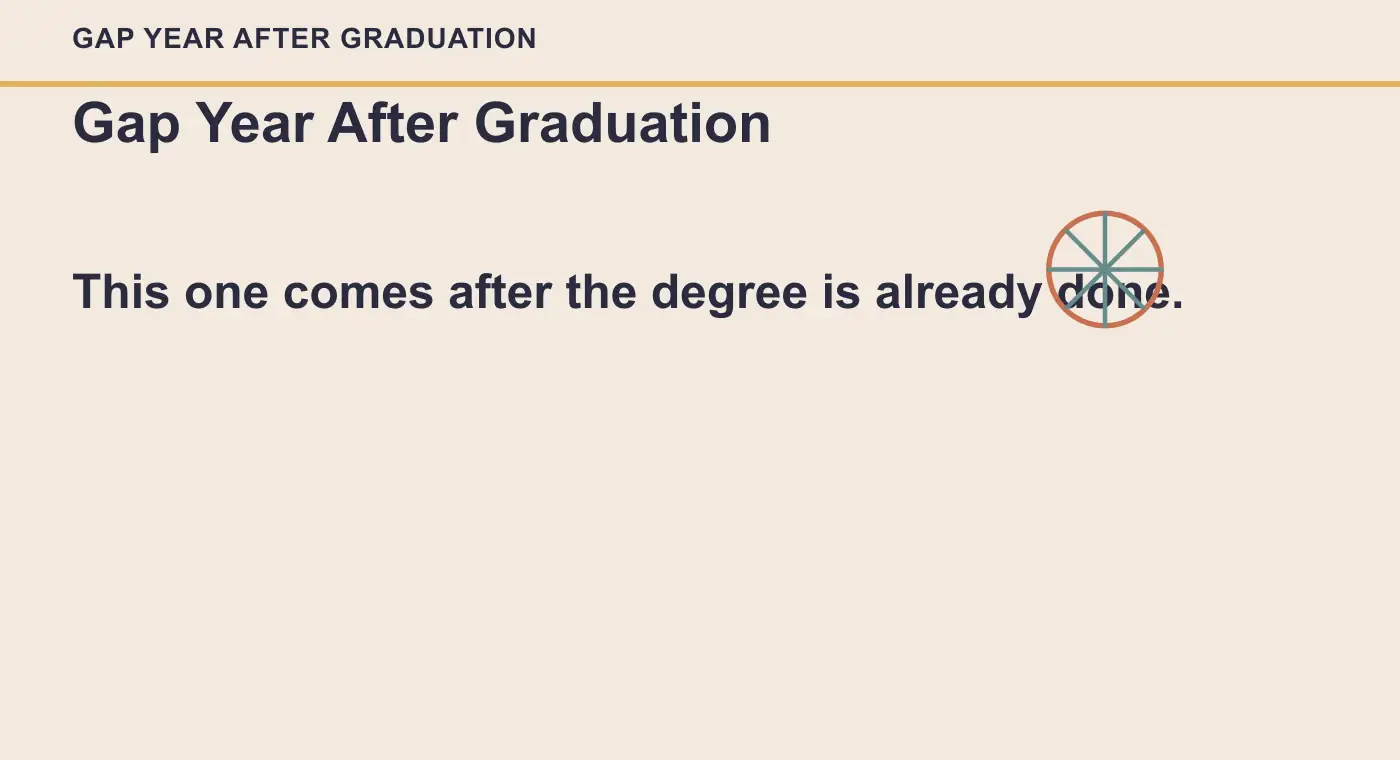 GAP YEAR AFTER GRADUATION
Gap Year After Graduation
This one comes after the degree is already done.